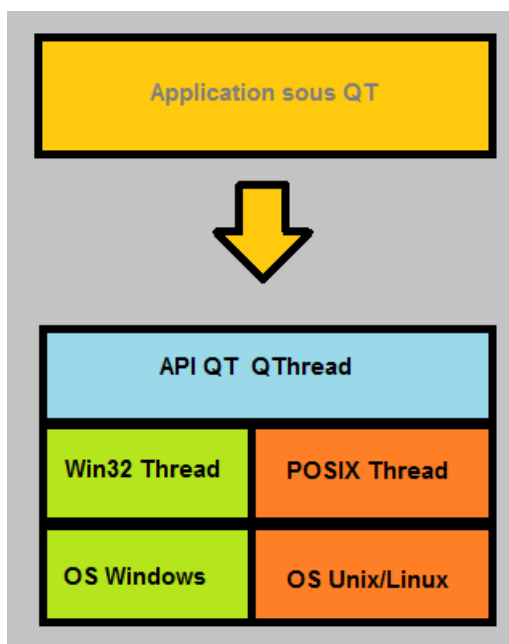 Application sous QT
API QT QThread
Win32 Thread
POSIX Thread
OS Windows
OS Unix/Linux